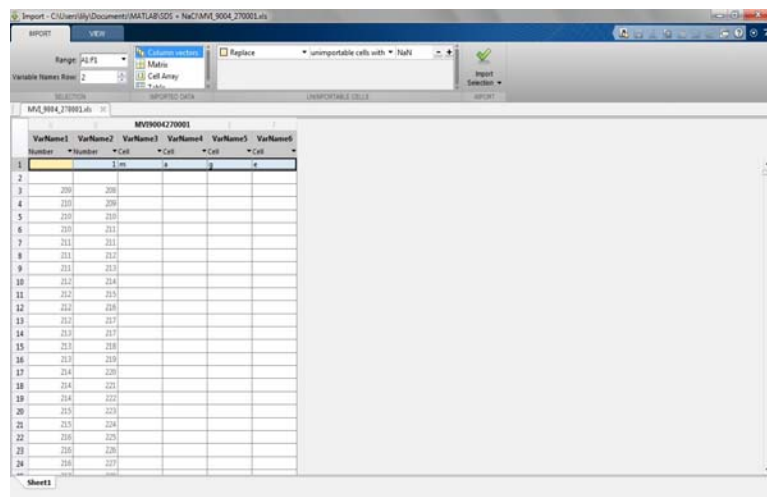 Import - C:\Users\lily\Documents\MATLAB\SDS + NaCl\MVI_9004_270001.xls
IMPORT VIEW
Range: A1:F1
Variable Names Row: 2
Column vectors
Matrix
Cell Array
Replace unimportable cells with NaN - +
Import
Selection
SELECTION IMPORTED DATA UNIMPORTABLE CELLS IMPORT
MVI_9004_270001.xls
MVI9004270001
VarName1 VarName2 VarName3 VarName4 VarName5 VarName6
Number Number Cell Cell Cell Cell
1 1 m a g e
2
3 209 208
4 210 209
5 210 210
6 210 211
7 211 211
8 211 212
9 211 213
10 212 214
11 212 215
12 212 216
13 212 217
14 213 217
15 213 218
16 213 219
17 214 220
18 214 221
19 214 222
20 215 223
21 215 224
22 216 225
23 216 226
24 216 227
Sheet1